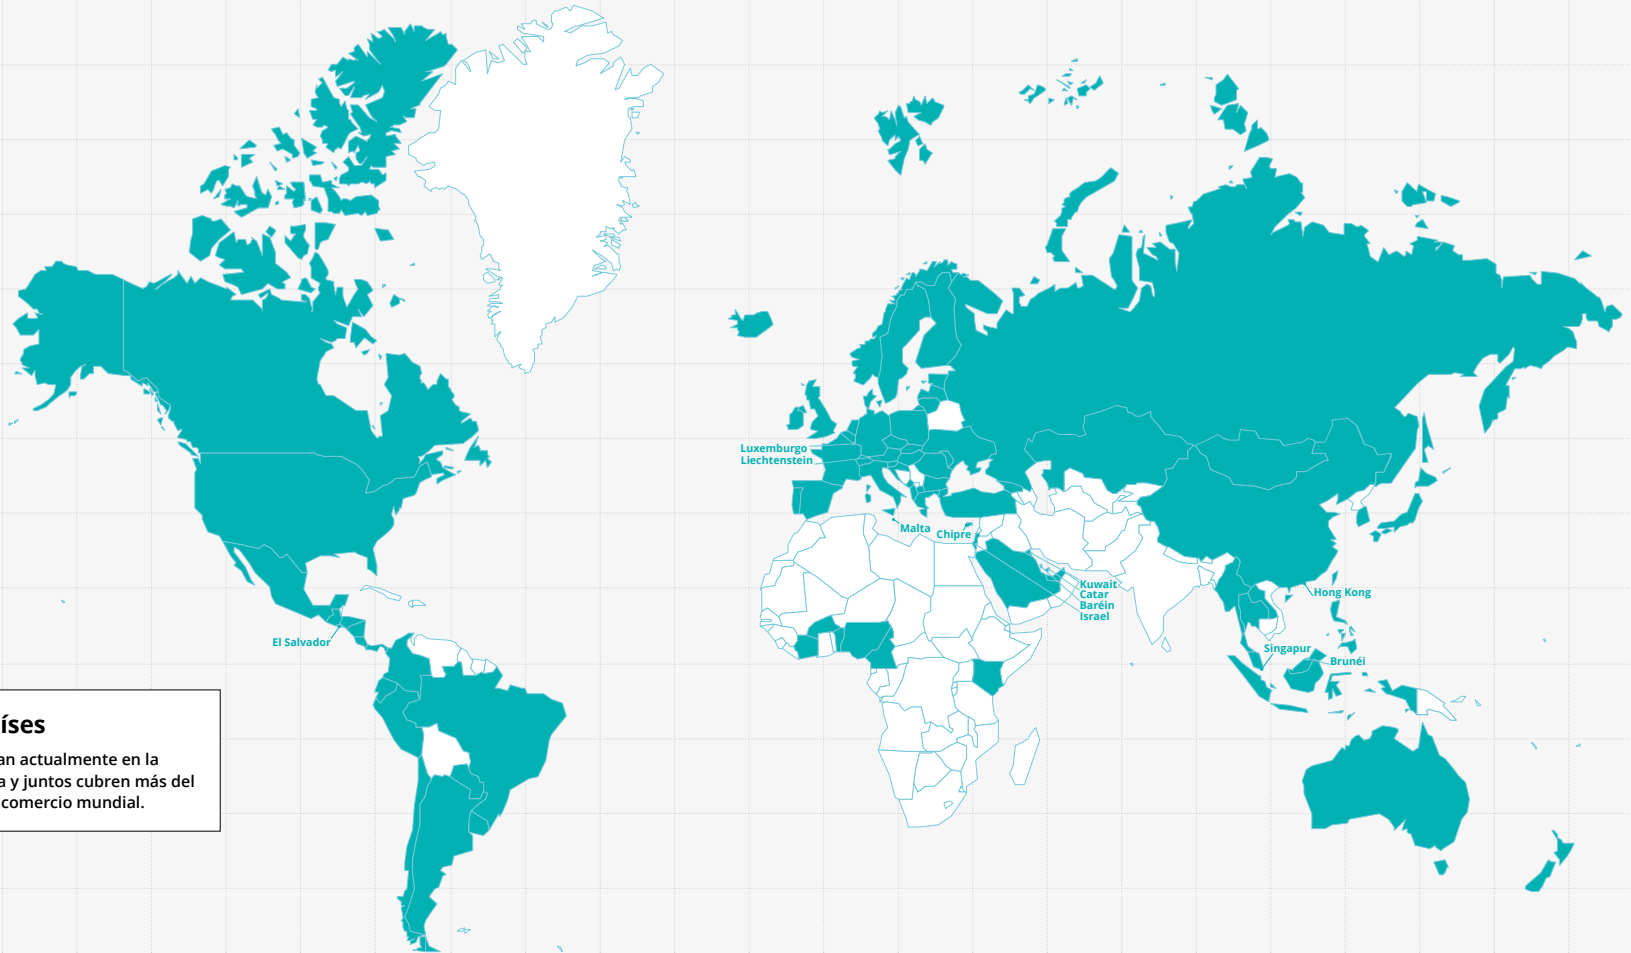 Luxemburgo
Liechtenstein
Malta
Chipre
Kuwait
Catar
Baréin
Israel
Hong Kong
El Salvador
Singapur
Brunéi
íses
an actualmente en la
a y juntos cubren más del
comercio mundial.